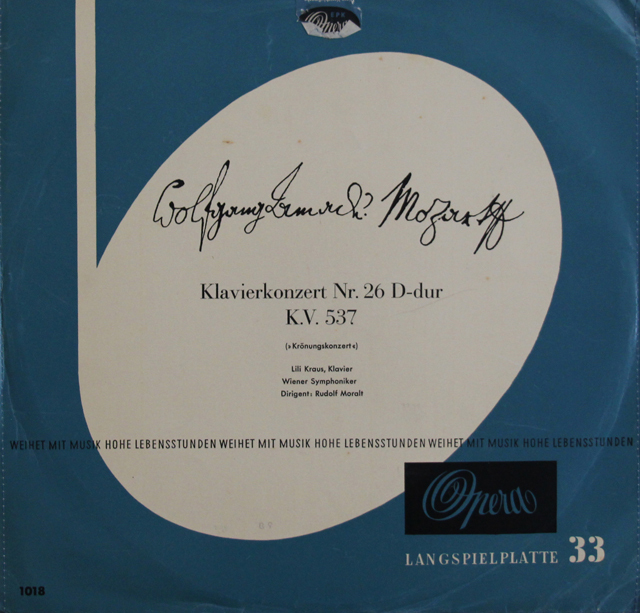 Opera
Wolfgang Amadé Mozart
Klavierkonzert Nr. 26 D-dur
K.V. 537
(»Krönungskonzert«)
Lili Kraus, Klavier
Wiener Symphoniker
Dirigent: Rudolf Moralt
WEIHET MIT MUSIK HOHE LEBENSSTUNDEN WEIHET MIT MUSIK HOHE LEBENSSTUNDEN WEIHET MIT MUSIK HOHE LEBENSSTUNDEN
Opera
LANGSPIELPLATTE 33
1018